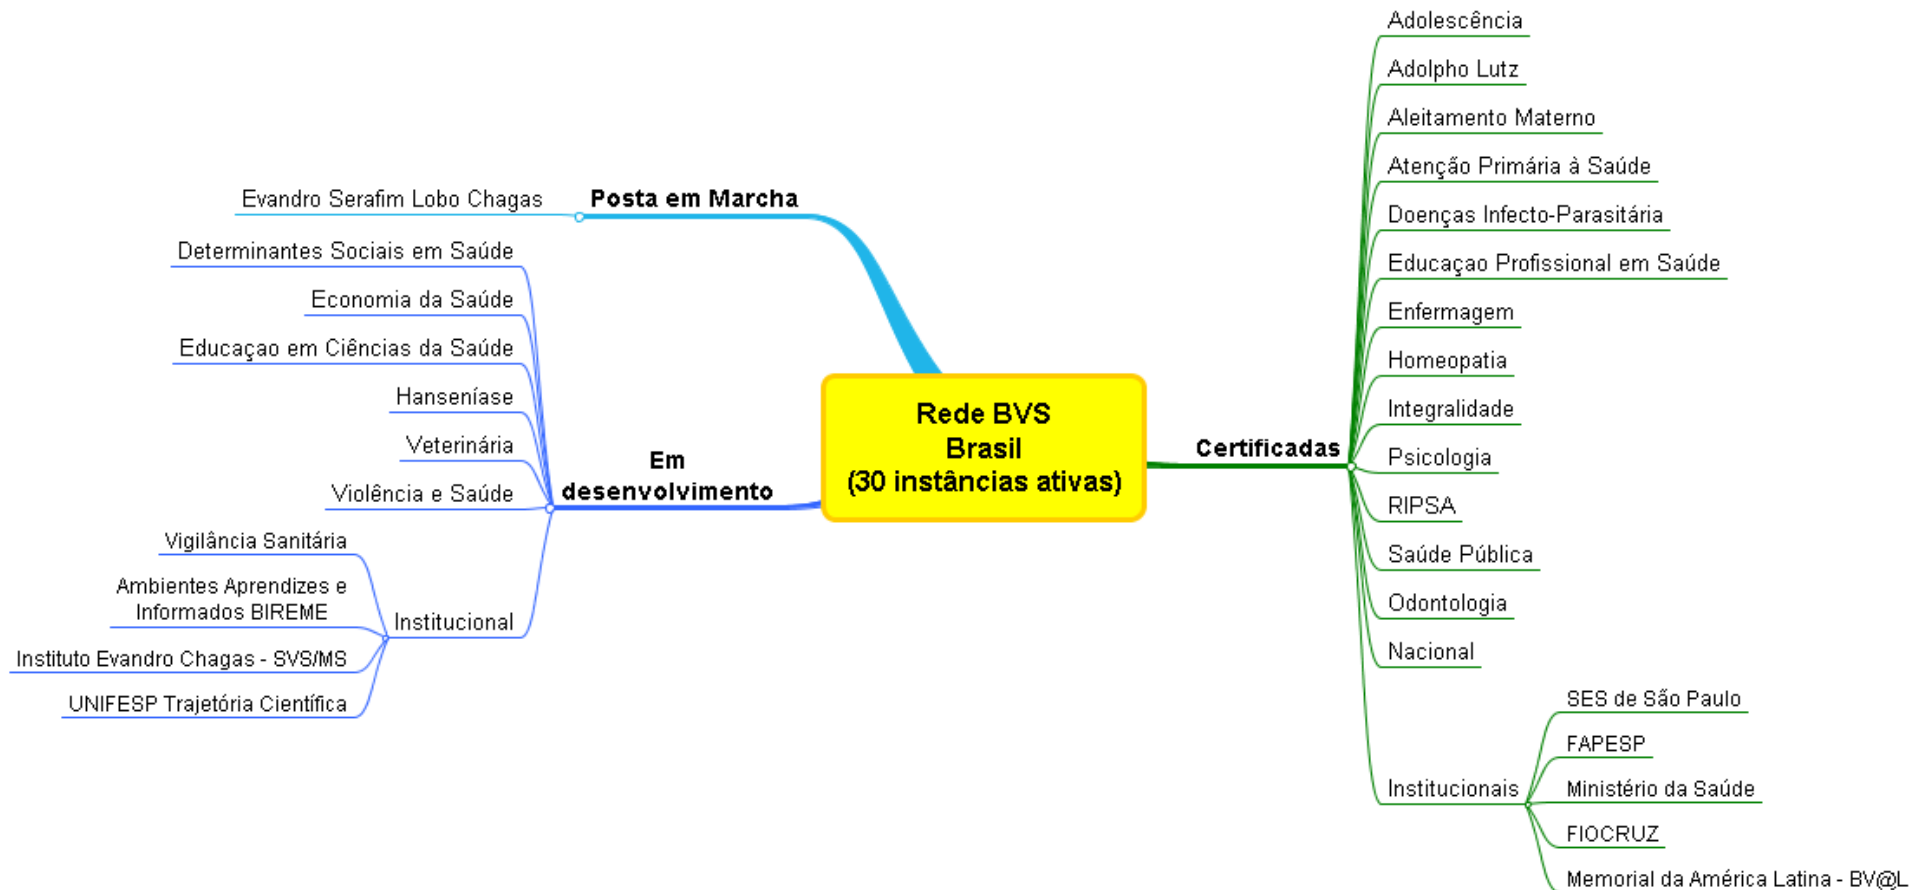 Rede BVS
Brasil
(30 instâncias ativas)
Posta em Marcha
Evandro Serafim Lobo Chagas
Em
desenvolvimento
Determinantes Sociais em Saúde
Economia da Saúde
Educaçao em Ciências da Saúde
Hanseníase
Veterinária
Violência e Saúde
Institucional
Vigilância Sanitária
Ambientes Aprendizes e
Informados BIREME
Instituto Evandro Chagas - SVS/MS
UNIFESP Trajetória Científica
Certificadas
Adolescência
Adolpho Lutz
Aleitamento Materno
Atenção Primária à Saúde
Doenças Infecto-Parasitária
Educaçao Profissional em Saúde
Enfermagem
Homeopatia
Integralidade
Psicologia
RIPSA
Saúde Pública
Odontologia
Nacional
Institucionais
SES de São Paulo
FAPESP
Ministério da Saúde
FIOCRUZ
Memorial da América Latina - BV@L